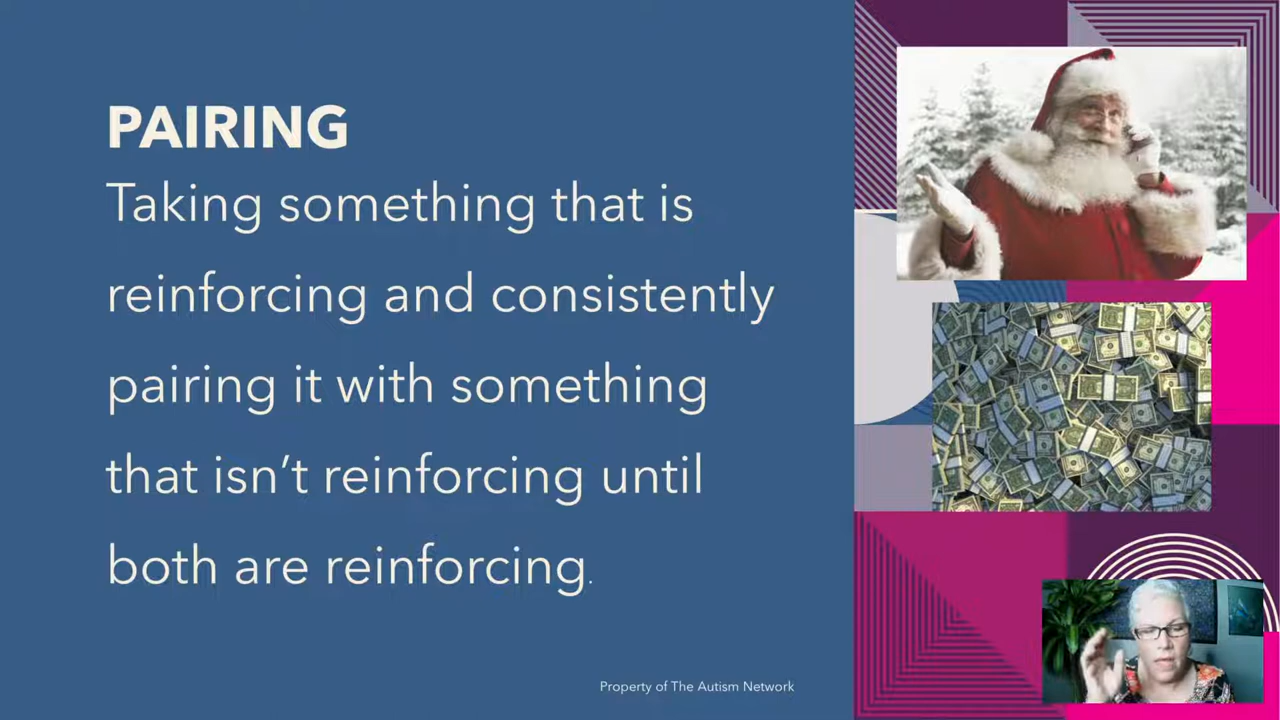 PAIRING
Taking something that is
reinforcing and consistently
pairing it with something
that isn’t reinforcing until
both are reinforcing.
Property of The Autism Network